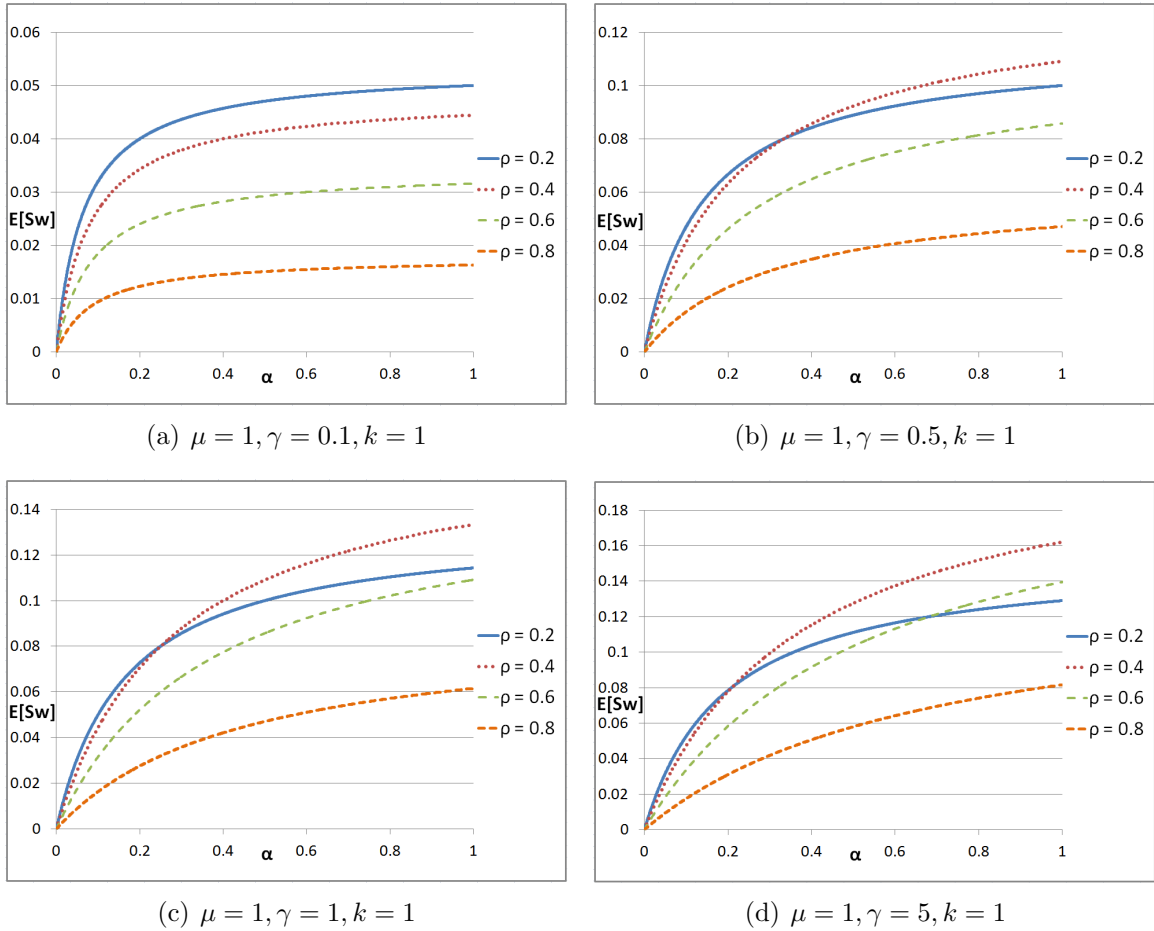 0.06
0.05
0.04
0.03
E[Sw]
0.02
0.01
0
0 0.2 0.4 α 0.6 0.8 1
ρ = 0.2
ρ = 0.4
ρ = 0.6
ρ = 0.8
(a) μ = 1, γ = 0.1, k = 1
0.12
0.1
0.08
0.06
E[Sw]
0.04
0.02
0
0 0.2 0.4 α 0.6 0.8 1
ρ = 0.2
ρ = 0.4
ρ = 0.6
ρ = 0.8
(b) μ = 1, γ = 0.5, k = 1
0.14
0.12
0.1
0.08
0.06
E[Sw]
0.04
0.02
0
0 0.2 0.4 α 0.6 0.8 1
ρ = 0.2
ρ = 0.4
ρ = 0.6
ρ = 0.8
(c) μ = 1, γ = 1, k = 1
0.18
0.16
0.14
0.12
0.1
0.08
E[Sw]
0.06
0.04
0.02
0
0 0.2 0.4 α 0.6 0.8 1
ρ = 0.2
ρ = 0.4
ρ = 0.6
ρ = 0.8
(d) μ = 1, γ = 5, k = 1